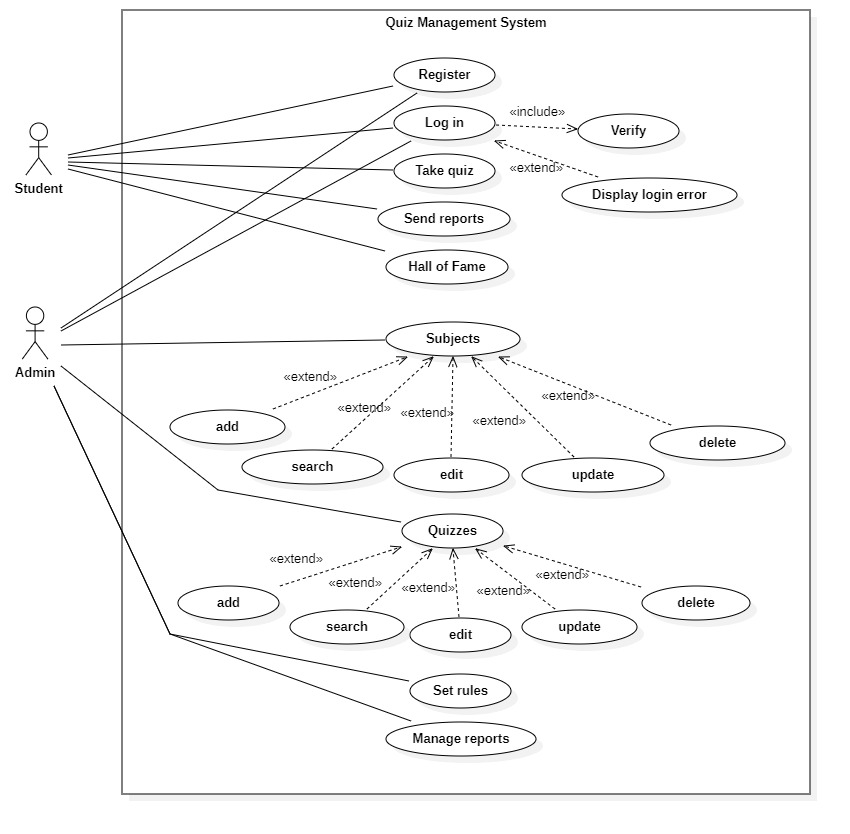 Quiz Management System
Register
Log in
«include»
Verify
Student
Take quiz
«extend»
Display login error
Send reports
Hall of Fame
Admin
Subjects
«extend»
«extend»
«extend»
«extend»
«extend»
add
search
edit
update
delete
Quizzes
«extend»
«extend»
«extend»
«extend»
«extend»
add
search
edit
update
delete
Set rules
Manage reports